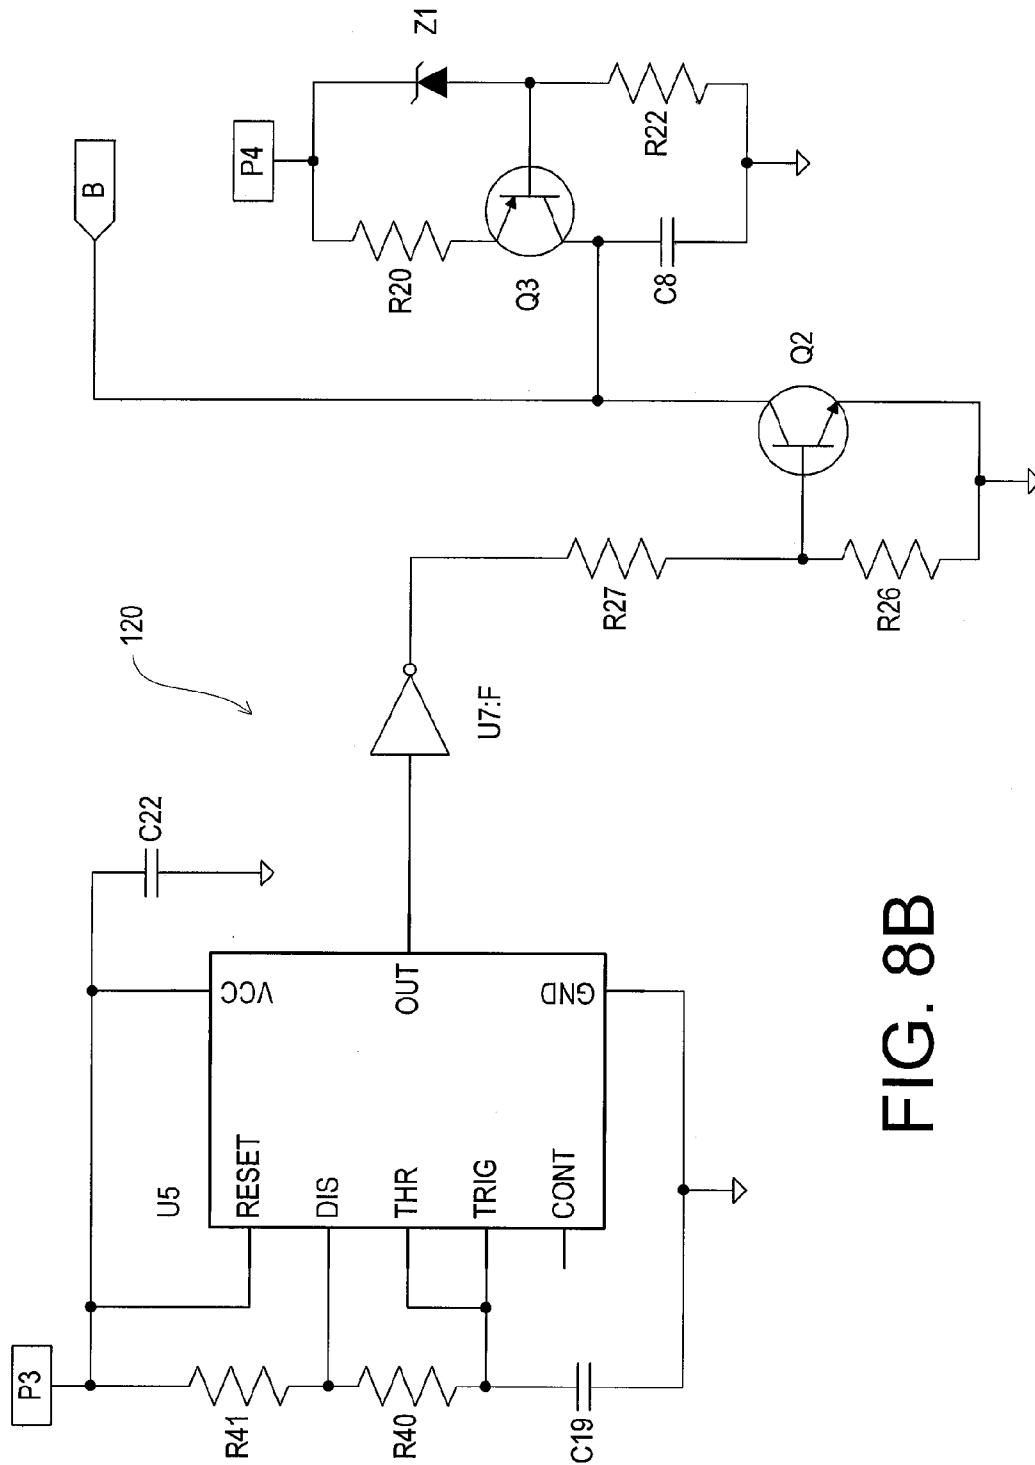 P3
R41
R40
C19
U5
RESET
DIS
THR
TRIG
CONT
VCC
OUT
GND
C22
120
U7:F
R27
R26
Q2
B
P4
R20
Q3
C8
Z1
R22
FIG. 8B